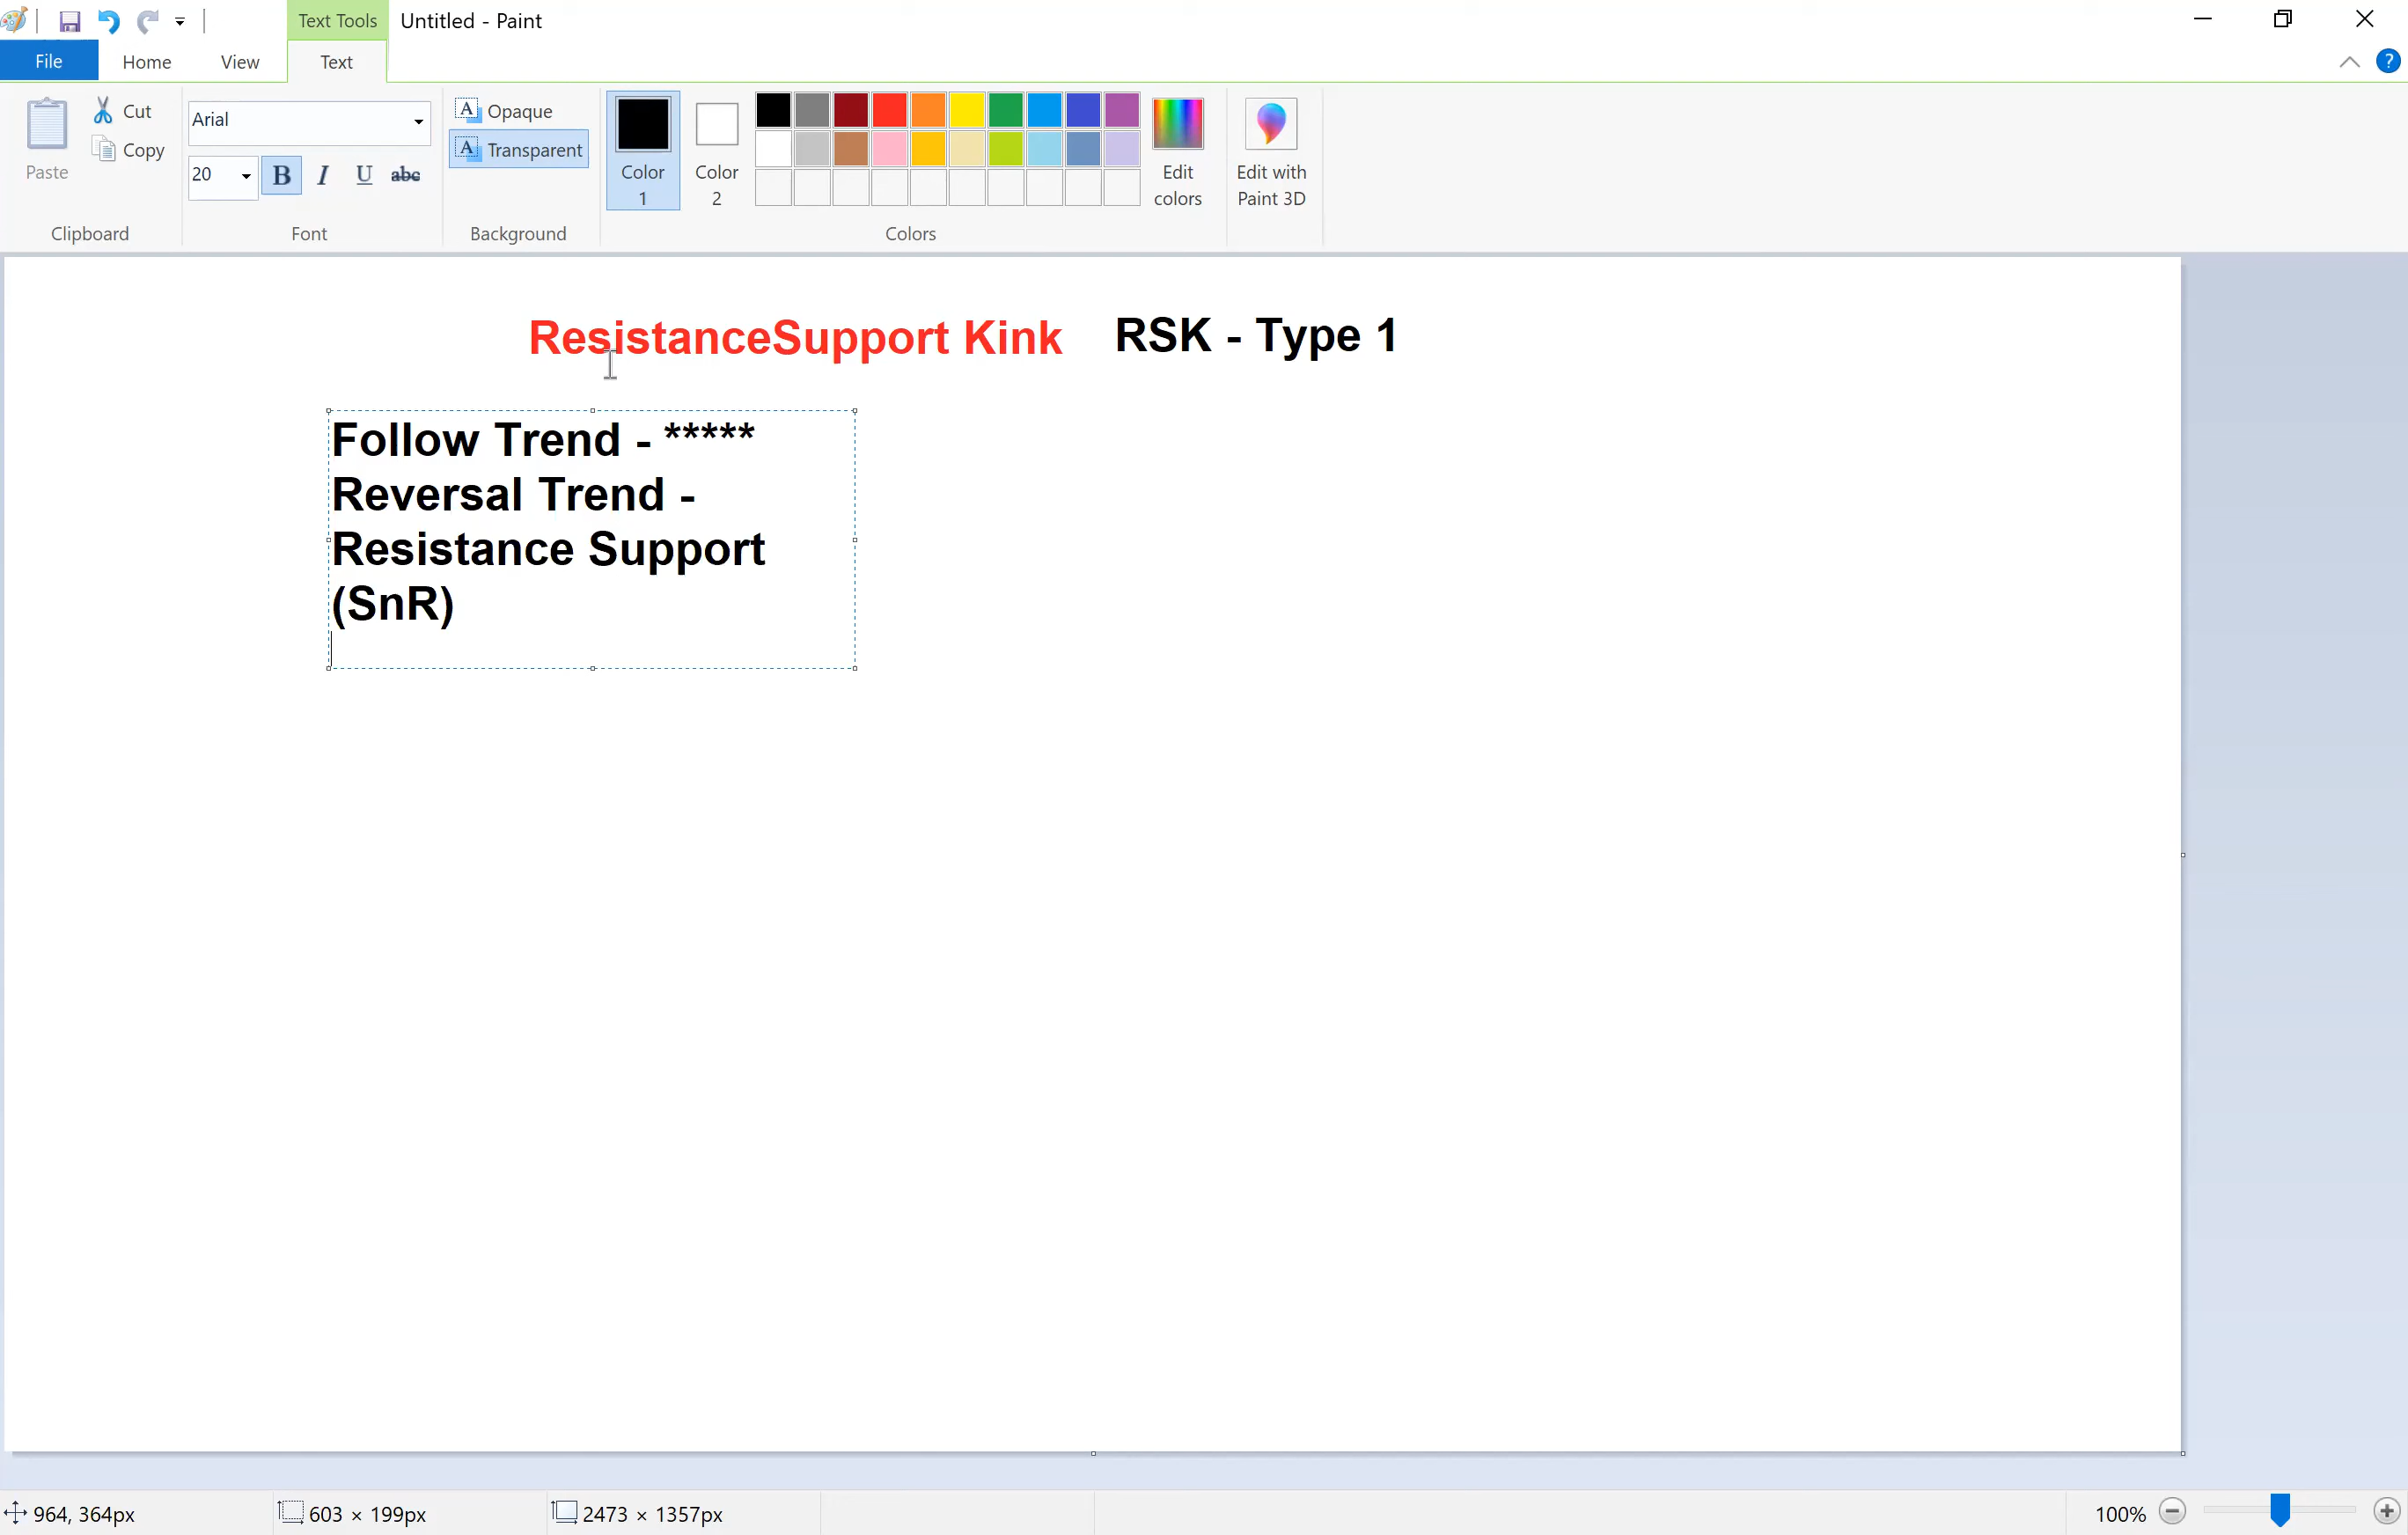 Text Tools Untitled - Paint
File Home View Text ?
Paste Cut Copy Arial 20 B I U abc A Opaque A Transparent Color 1 Color 2 Edit colors Edit with Paint 3D
Clipboard Font Background Colors
ResistanceSupport Kink RSK - Type 1
Follow Trend - *****
Reversal Trend -
Resistance Support
(SnR)
964, 364px 603 × 199px 2473 × 1357px 100%